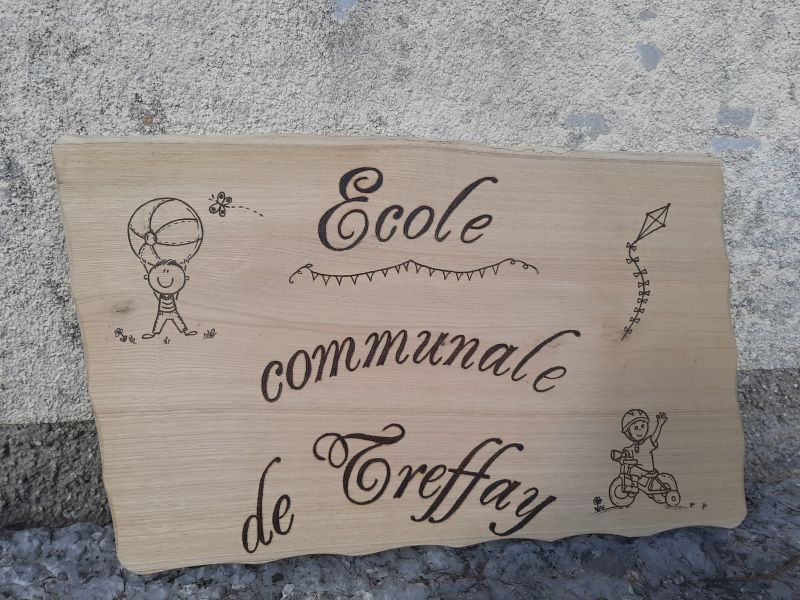 Ecole
communale
de Treffay